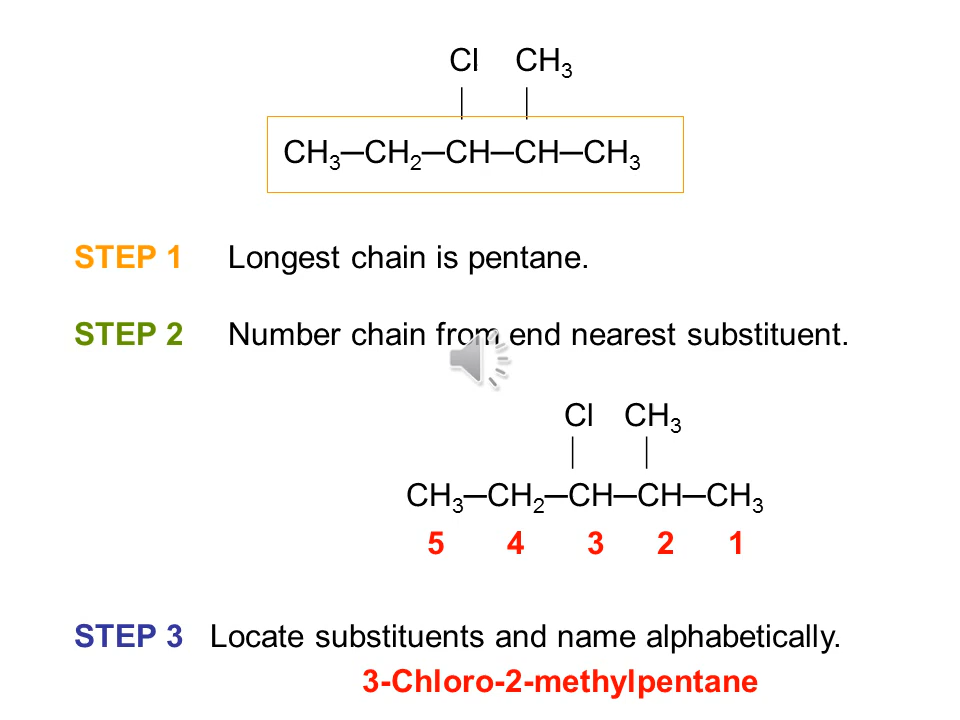 Cl CH₃
CH₃─CH₂─CH─CH─CH₃
STEP 1 Longest chain is pentane.
STEP 2 Number chain from end nearest substituent.
Cl CH₃
CH₃─CH₂─CH─CH─CH₃
5 4 3 2 1
STEP 3 Locate substituents and name alphabetically.
3-Chloro-2-methylpentane